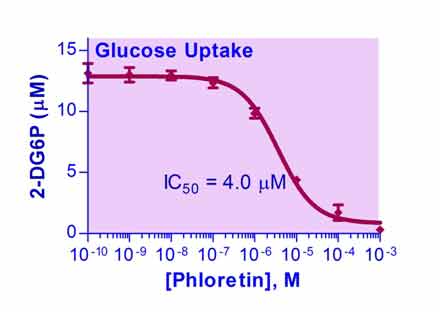 Glucose Uptake
15
10
5
0
2-DG6P (μM)
IC₅₀ = 4.0 μM
10⁻¹⁰ 10⁻⁹ 10⁻⁸ 10⁻⁷ 10⁻⁶ 10⁻⁵ 10⁻⁴ 10⁻³
[Phloretin], M